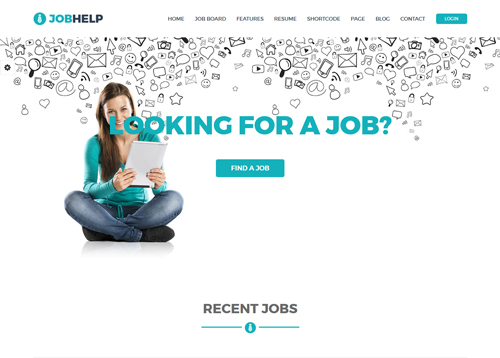 JOBHELP
HOME JOB BOARD FEATURES RESUME SHORTCODE PAGE BLOG CONTACT LOGIN
LOOKING FOR A JOB?
FIND A JOB
RECENT JOBS